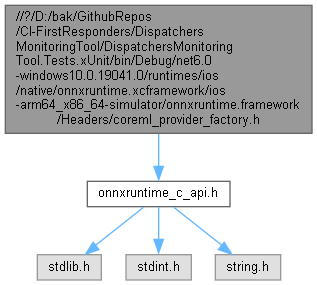 //?/D:/bak/GithubRepos
/CI-FirstResponders/Dispatchers
MonitoringTool/DispatchersMonitoring
Tool.Tests.xUnit/bin/Debug/net6.0
-windows10.0.19041.0/runtimes/ios
/native/onnxruntime.xcframework/ios
-arm64_x86_64-simulator/onnxruntime.framework
/Headers/coreml_provider_factory.h
onnxruntime_c_api.h
stdlib.h
stdint.h
string.h